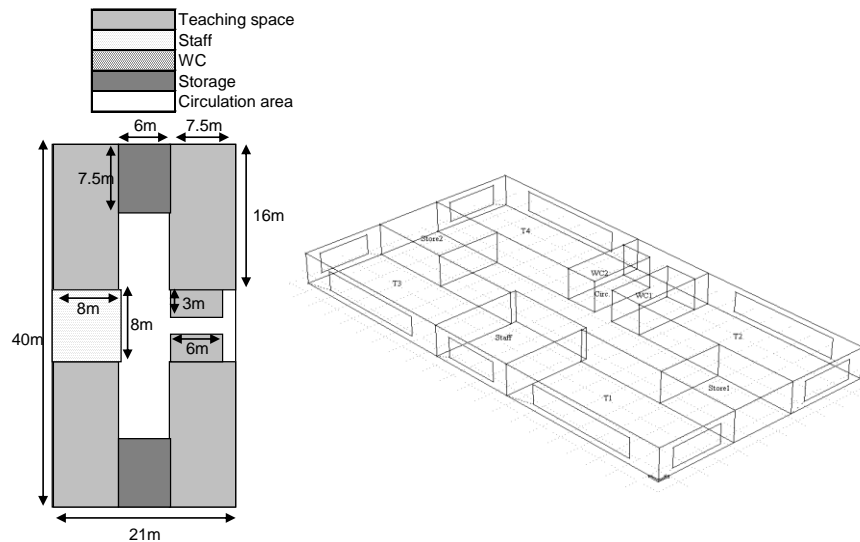 Teaching space
Staff
WC
Storage
Circulation area
6m
7.5m
7.5m
16m
3m
8m
8m
6m
40m
21m
T4
Store2
WC2
T3
Circ.
WC1
T2
Staff
Store1
T1